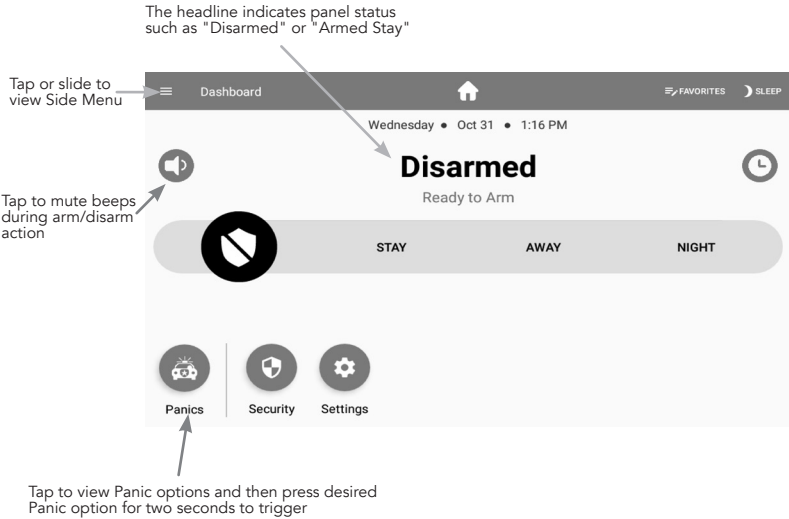 The headline indicates panel status
such as "Disarmed" or "Armed Stay"
Tap or slide to
view Side Menu
Dashboard
FAVORITES
SLEEP
Wednesday ● Oct 31 ● 1:16 PM
Disarmed
Ready to Arm
Tap to mute beeps
during arm/disarm
action
STAY
AWAY
NIGHT
Panics
Security
Settings
Tap to view Panic options and then press desired
Panic option for two seconds to trigger